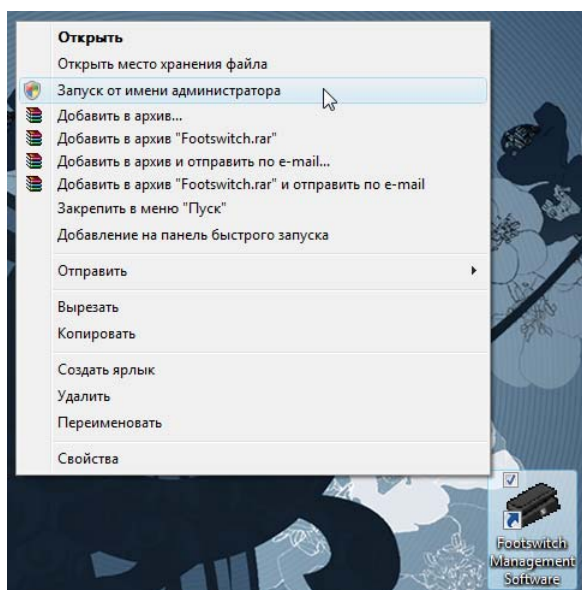 Открыть
Открыть место хранения файла
Запуск от имени администратора
Добавить в архив...
Добавить в архив "Footswitch.rar"
Добавить в архив и отправить по e-mail...
Добавить в архив "Footswitch.rar" и отправить по e-mail
Закрепить в меню "Пуск"
Добавление на панель быстрого запуска
Отправить
Вырезать
Копировать
Создать ярлык
Удалить
Переименовать
Свойства
Footswitch
Management
Software